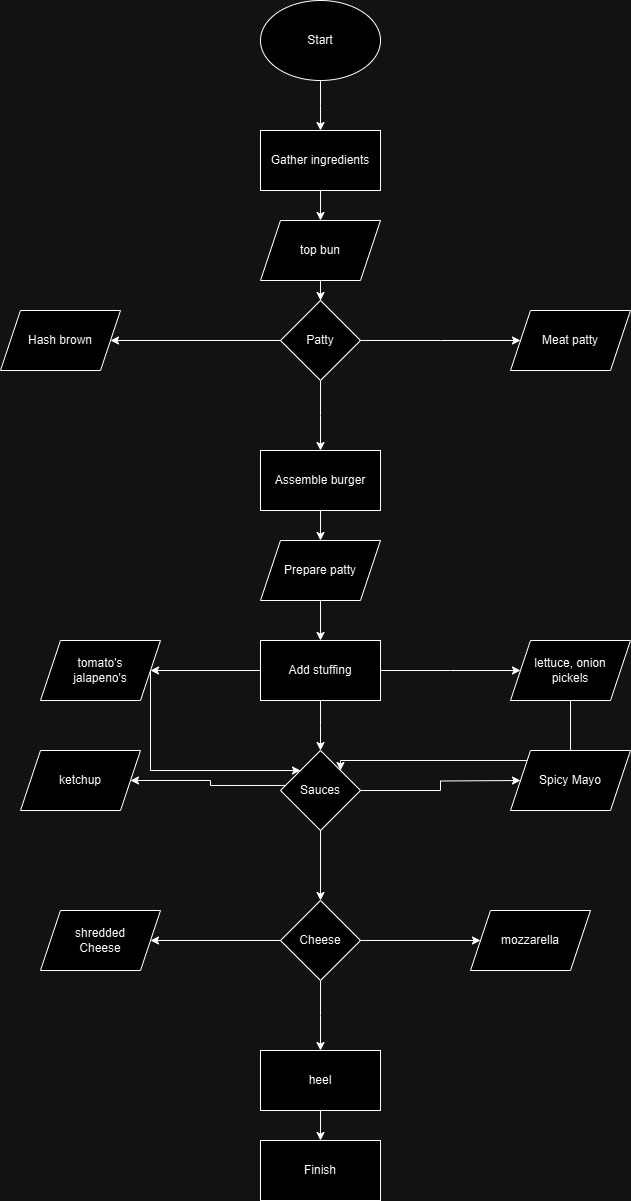 Start
Gather ingredients
top bun
Hash brown
Patty
Meat patty
Assemble burger
Prepare patty
tomato's
jalapeno's
Add stuffing
lettuce, onion
pickels
ketchup
Sauces
Spicy Mayo
shredded
Cheese
Cheese
mozzarella
heel
Finish